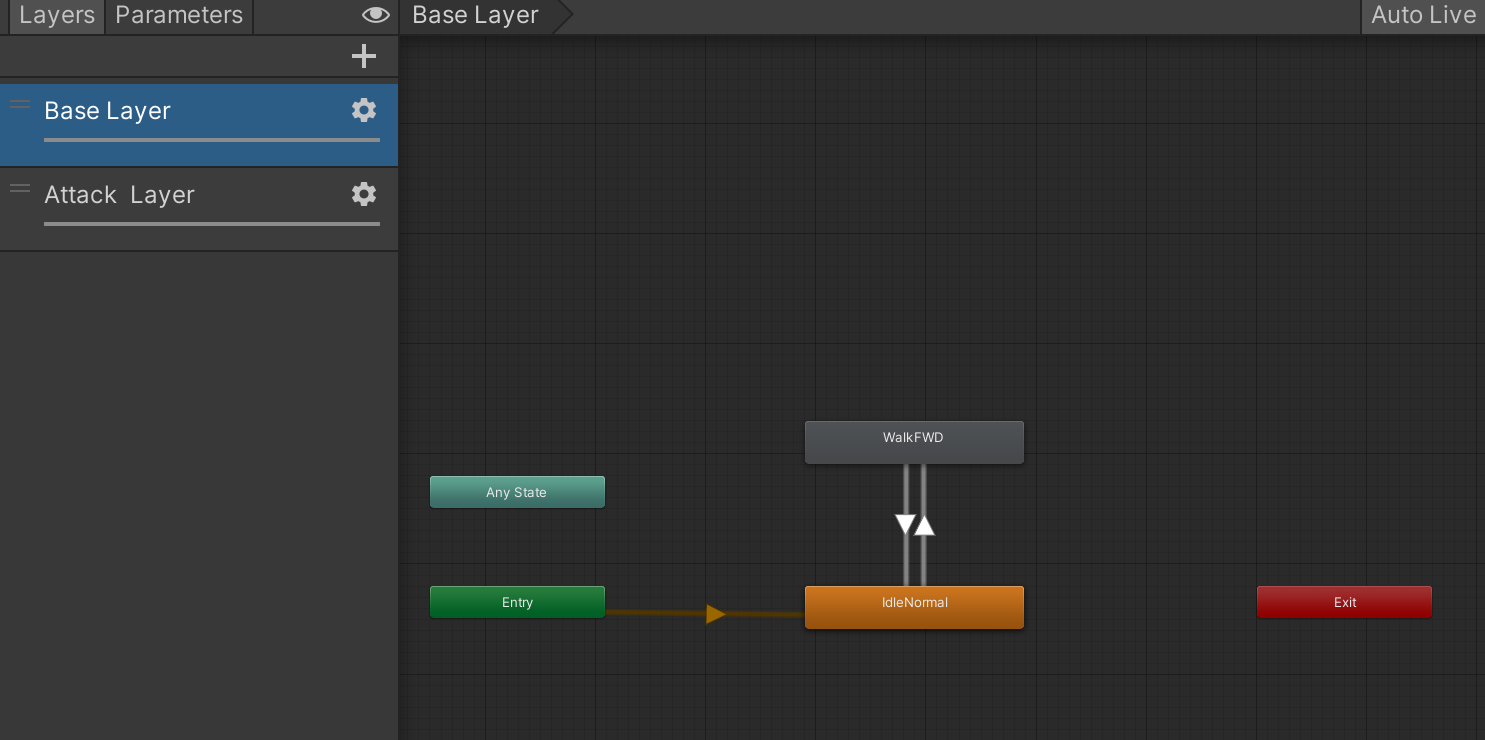 Layers
Parameters
Base Layer
Auto Live
Base Layer
Attack  Layer
WalkFWD
Any State
Entry
IdleNormal
Exit